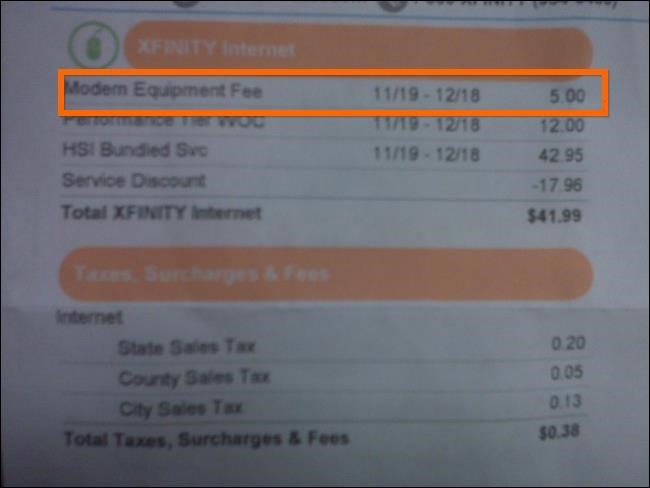 XFINITY Internet
Modem Equipment Fee 11/19 - 12/18 5.00
Performance Tier WOC 11/19 - 12/18 12.00
HSI Bundled Svc 11/19 - 12/18 42.95
Service Discount -17.96
Total XFINITY Internet $41.99
Taxes, Surcharges & Fees
Internet
State Sales Tax 0.20
County Sales Tax 0.05
City Sales Tax 0.13
Total Taxes, Surcharges & Fees $0.38